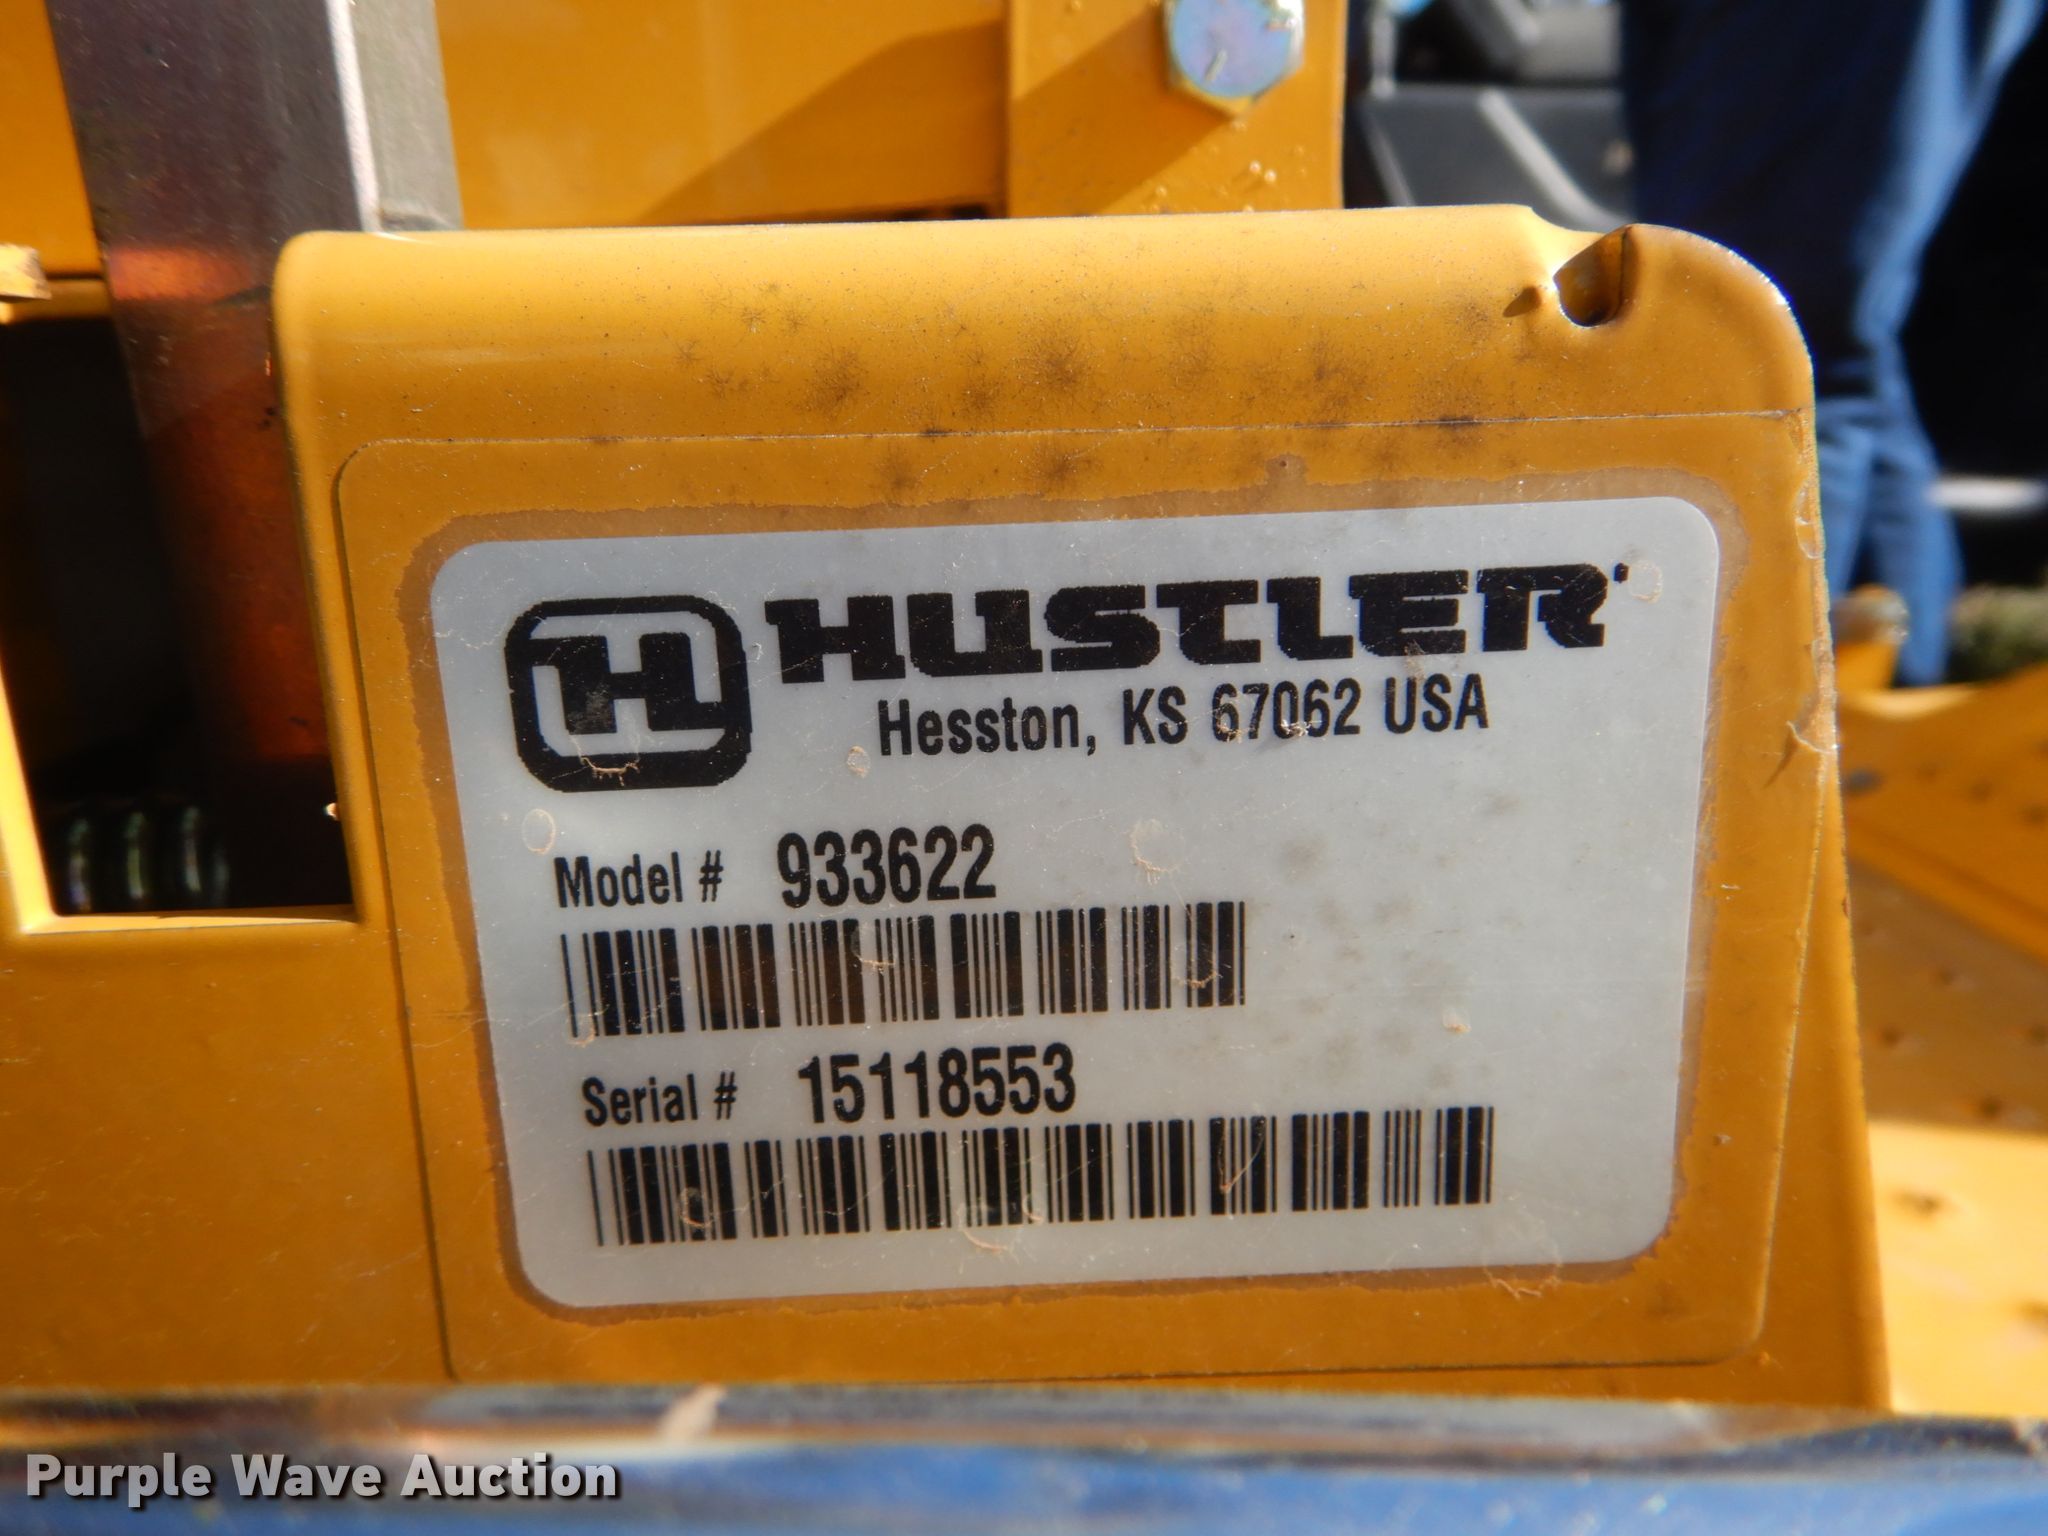 H HUSTLER
Hesston, KS 67062 USA
Model # 933622
Serial # 15118553
Purple Wave Auction